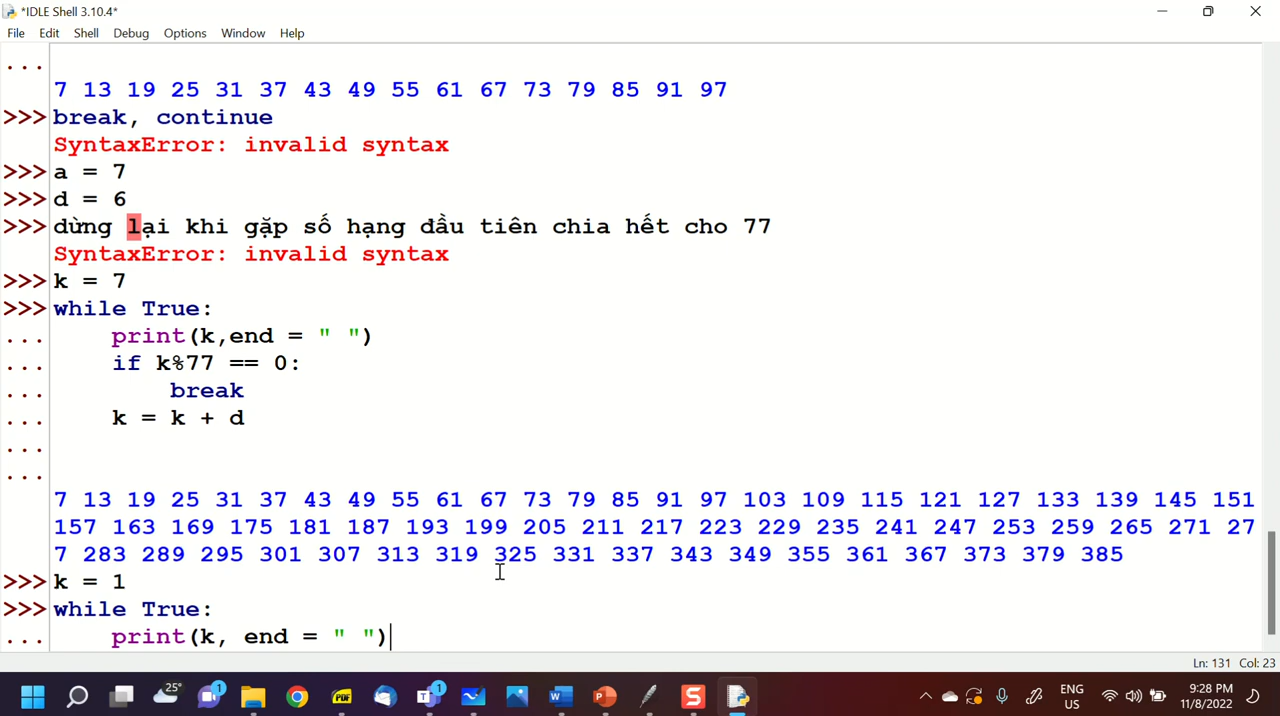 *IDLE Shell 3.10.4*
File Edit Shell Debug Options Window Help
...
7 13 19 25 31 37 43 49 55 61 67 73 79 85 91 97
>>> break, continue
SyntaxError: invalid syntax
>>> a = 7
>>> d = 6
>>> dừng lại khi gặp số hạng đầu tiên chia hết cho 77
SyntaxError: invalid syntax
>>> k = 7
>>> while True:
... print(k,end = " ")
... if k%77 == 0:
... break
... k = k + d
...
...
7 13 19 25 31 37 43 49 55 61 67 73 79 85 91 97 103 109 115 121 127 133 139 145 151
157 163 169 175 181 187 193 199 205 211 217 223 229 235 241 247 253 259 265 271 27
7 283 289 295 301 307 313 319 325 331 337 343 349 355 361 367 373 379 385
>>> k = 1
>>> while True:
... print(k, end = " ")
Ln: 131 Col: 23
25° 1 PDF 1 W P S ENG US 9:28 PM 11/8/2022